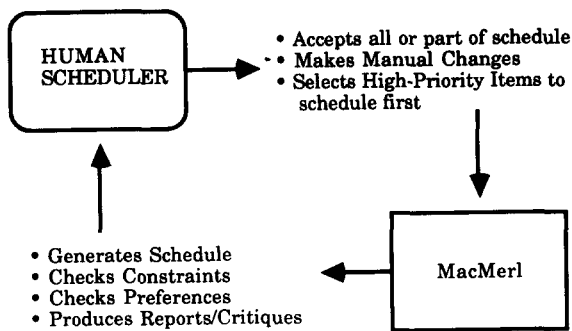 HUMAN
SCHEDULER
• Accepts all or part of schedule
• Makes Manual Changes
• Selects High-Priority Items to
schedule first
MacMerl
• Generates Schedule
• Checks Constraints
• Checks Preferences
• Produces Reports/Critiques